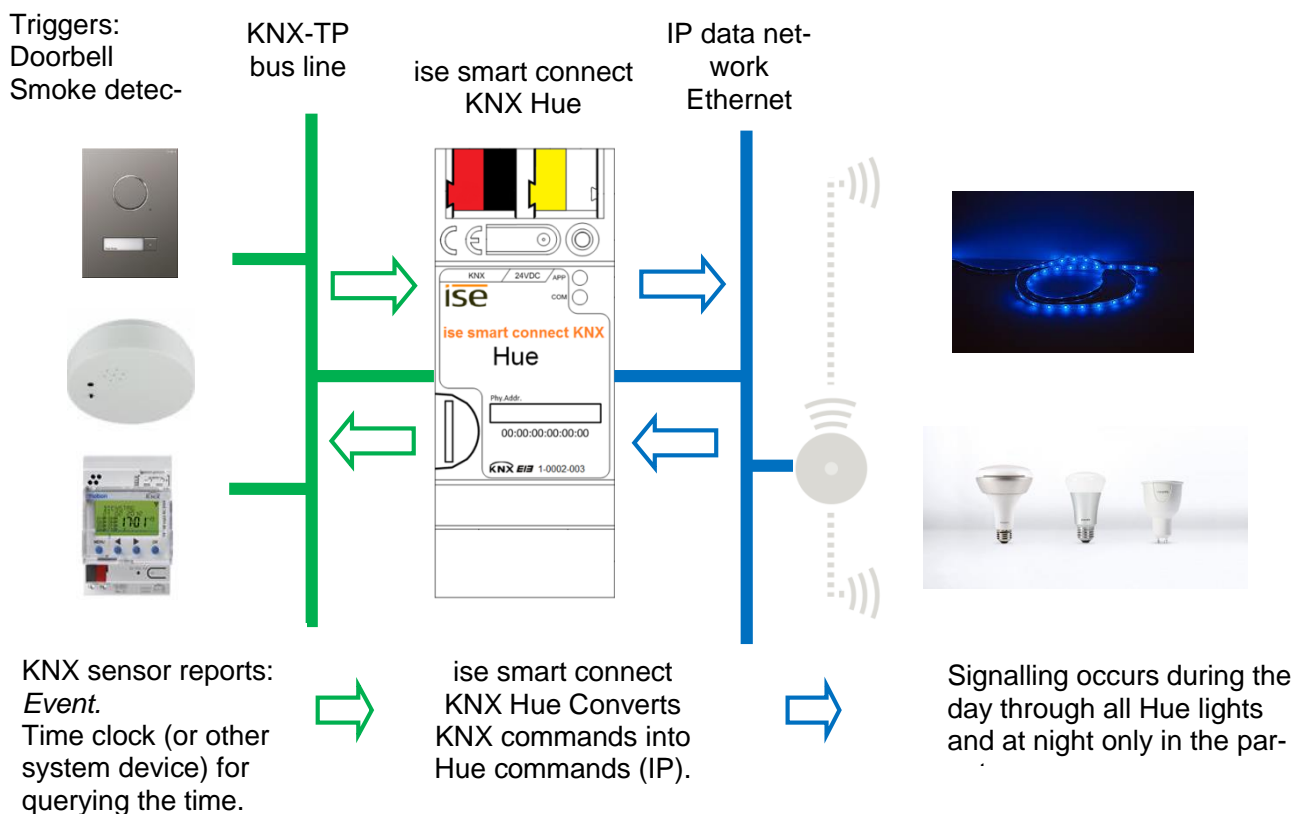 Triggers:
Doorbell
Smoke detec-
KNX-TP
bus line
ise smart connect
KNX Hue
IP data net-
work
Ethernet
KNX
24VDC
APP
COM
ise
ise smart connect KNX
Hue
Phy.Addr.
00:00:00:00:00:00
KNX EIB 1-0002-003
1701
MENU
OK
KNX sensor reports:
Event.
Time clock (or other
system device) for
querying the time.
ise smart connect
KNX Hue Converts
KNX commands into
Hue commands (IP).
Signalling occurs during the
day through all Hue lights
and at night only in the par-